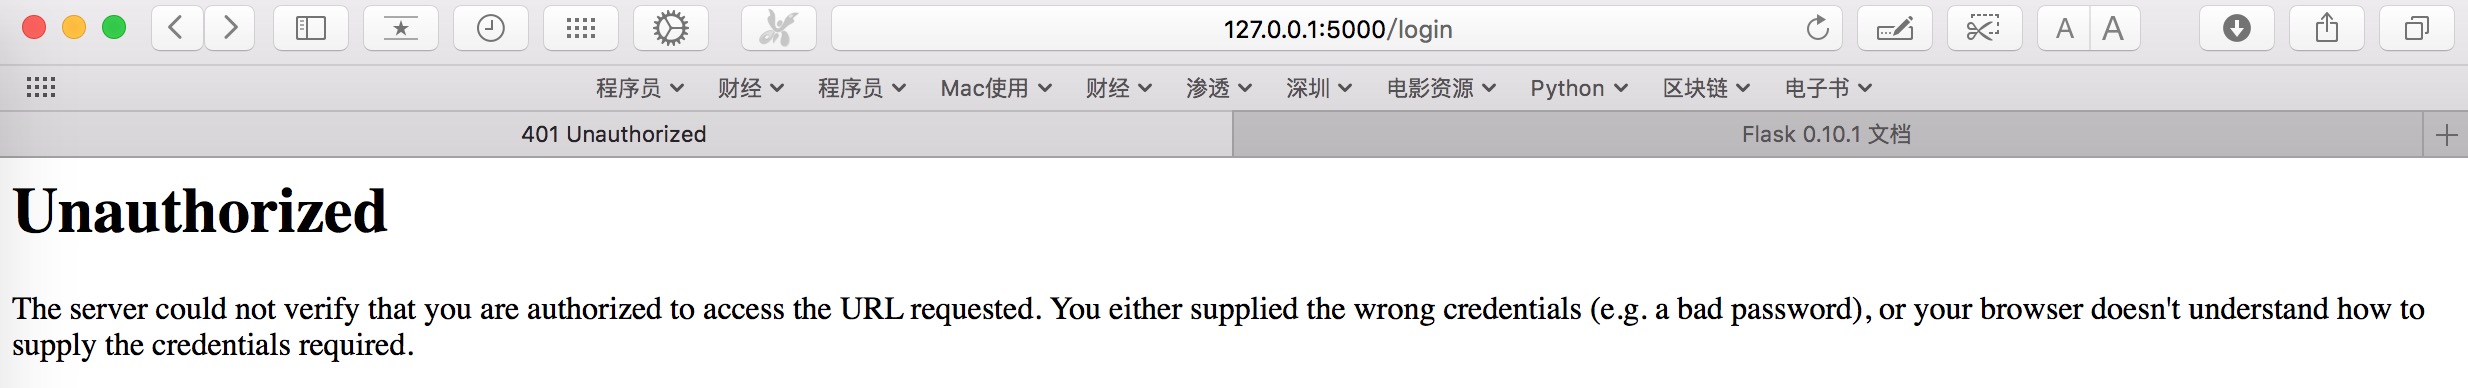 127.0.0.1:5000/login
A A
程序员 财经 程序员 Mac使用 财经 渗透 深圳 电影资源 Python 区块链 电子书
401 Unauthorized
Flask 0.10.1 文档
Unauthorized
The server could not verify that you are authorized to access the URL requested. You either supplied the wrong credentials (e.g. a bad password), or your browser doesn't understand how to
supply the credentials required.